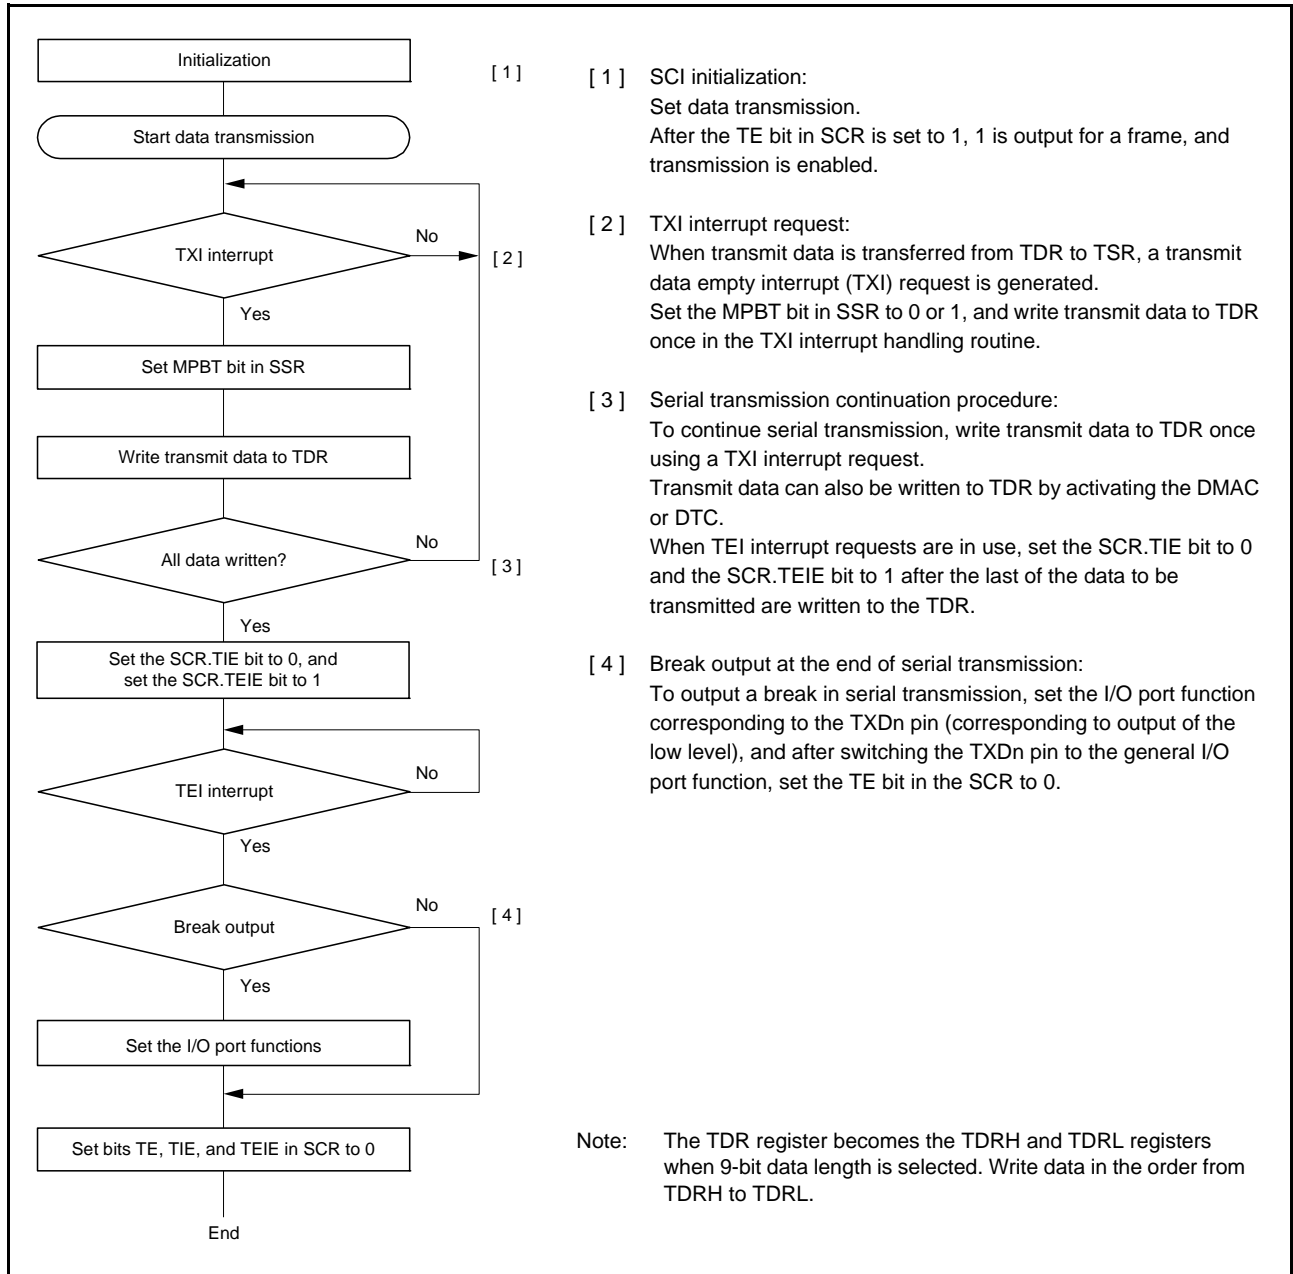 Initialization
[ 1 ]
Start data transmission
TXI interrupt
No
[ 2 ]
Yes
Set MPBT bit in SSR
Write transmit data to TDR
All data written?
No
[ 3 ]
Yes
Set the SCR.TIE bit to 0, and
set the SCR.TEIE bit to 1
TEI interrupt
No
Yes
Break output
No
[ 4 ]
Yes
Set the I/O port functions
Set bits TE, TIE, and TEIE in SCR to 0
End
[ 1 ] SCI initialization:
Set data transmission.
After the TE bit in SCR is set to 1, 1 is output for a frame, and
transmission is enabled.
[ 2 ] TXI interrupt request:
When transmit data is transferred from TDR to TSR, a transmit
data empty interrupt (TXI) request is generated.
Set the MPBT bit in SSR to 0 or 1, and write transmit data to TDR
once in the TXI interrupt handling routine.
[ 3 ] Serial transmission continuation procedure:
To continue serial transmission, write transmit data to TDR once
using a TXI interrupt request.
Transmit data can also be written to TDR by activating the DMAC
or DTC.
When TEI interrupt requests are in use, set the SCR.TIE bit to 0
and the SCR.TEIE bit to 1 after the last of the data to be
transmitted are written to the TDR.
[ 4 ] Break output at the end of serial transmission:
To output a break in serial transmission, set the I/O port function
corresponding to the TXDn pin (corresponding to output of the
low level), and after switching the TXDn pin to the general I/O
port function, set the TE bit in the SCR to 0.
Note: The TDR register becomes the TDRH and TDRL registers
when 9-bit data length is selected. Write data in the order from
TDRH to TDRL.